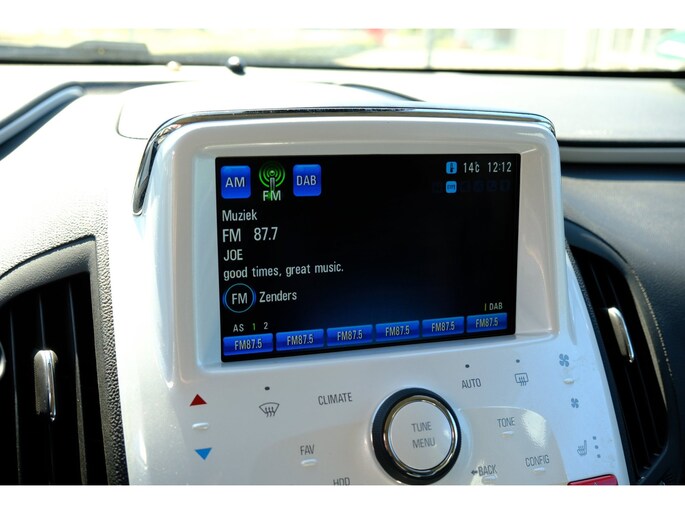 AM FM DAB 14°C 12:12
Muziek
FM 87.7
JOE
good times, great music.
FM Zenders
AS 1 2 | DAB
FM87.5 FM87.5 FM87.5 FM87.5 FM87.5 FM87.5
CLIMATE AUTO
TUNE
MENU
FAV TONE
HDD BACK CONFIG